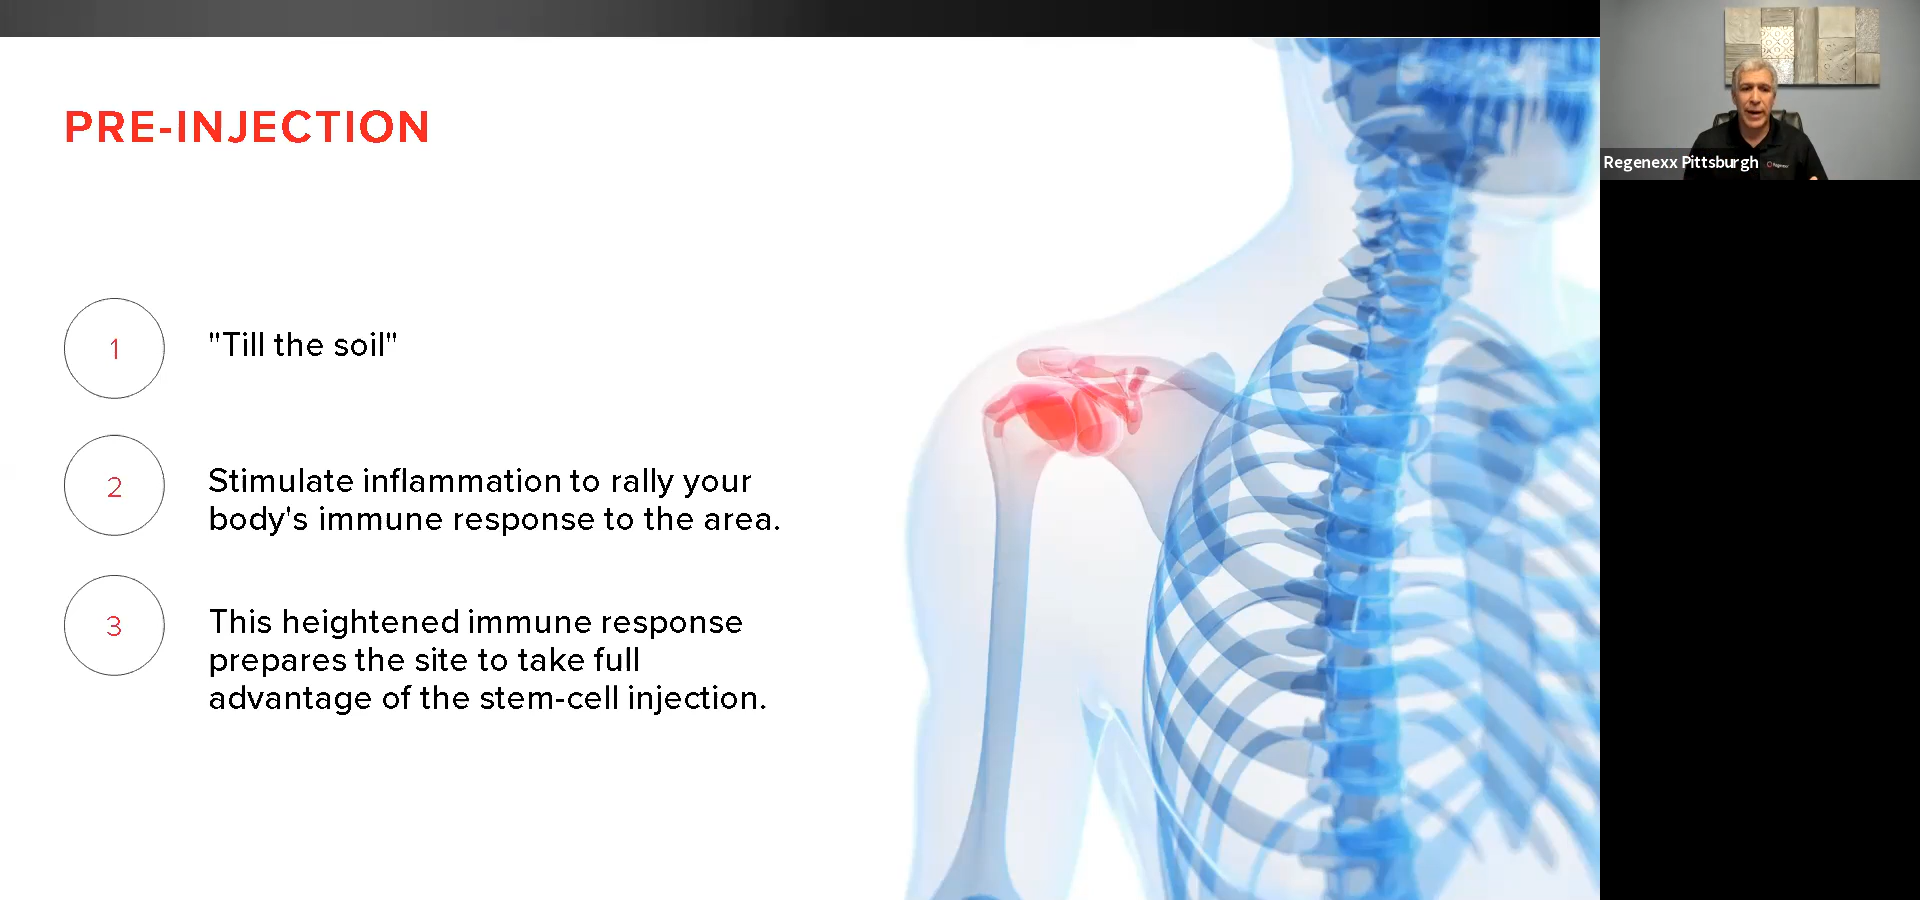 PRE-INJECTION
1
"Till the soil"
2
Stimulate inflammation to rally your
body's immune response to the area.
3
This heightened immune response
prepares the site to take full
advantage of the stem-cell injection.
Regenexx Pittsburgh
Regenexx